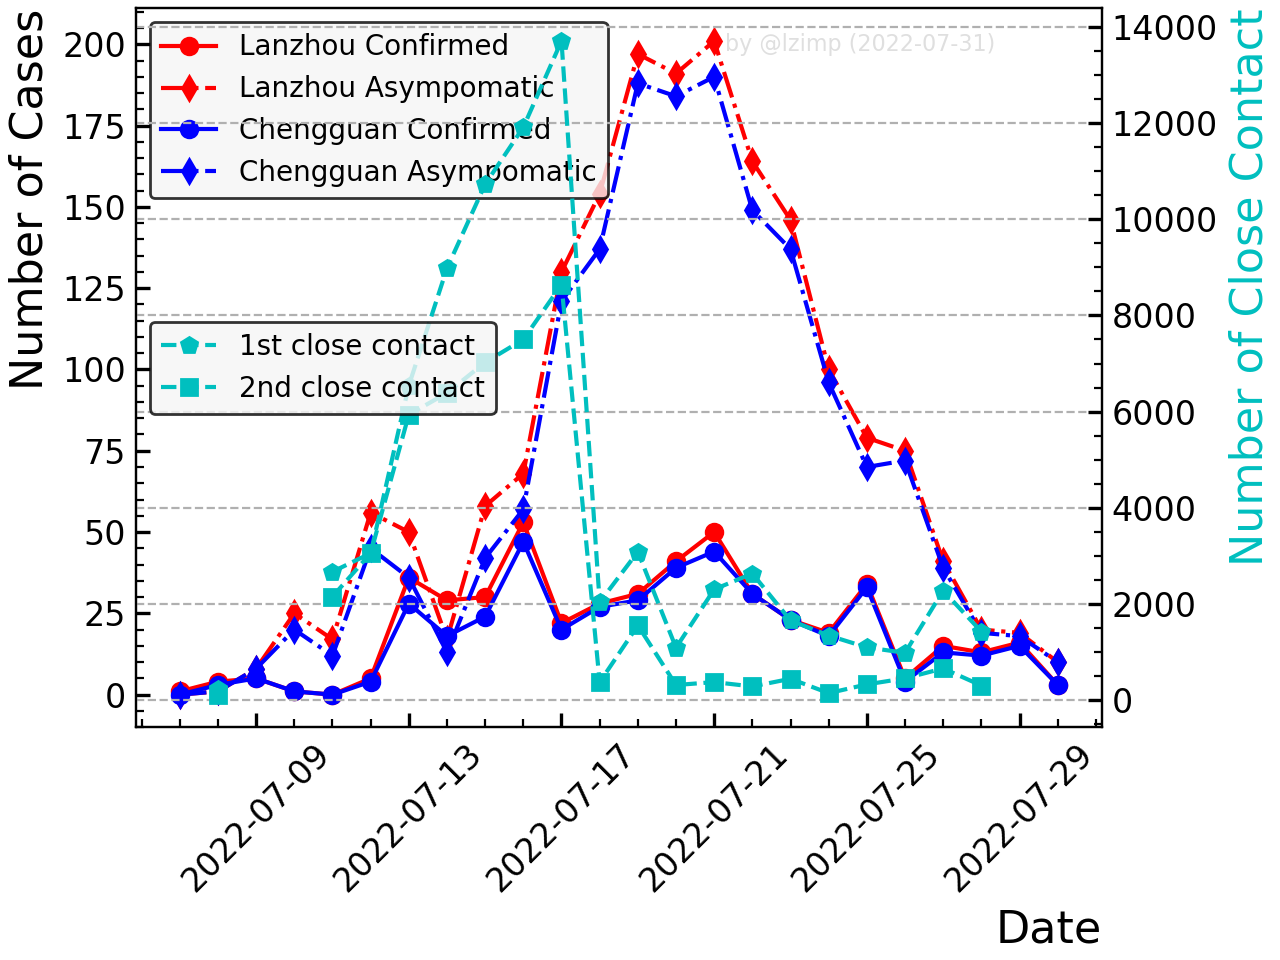 Number of Cases
200
175
150
125
100
75
50
25
0
Lanzhou Confirmed
Lanzhou Asympomatic
Chengguan Confirmed
Chengguan Asympomatic
1st close contact
2nd close contact
by @lzimp (2022-07-31)
14000
12000
10000
8000
6000
4000
2000
0
Number of Close Contact
2022-07-09
2022-07-13
2022-07-17
2022-07-21
2022-07-25
2022-07-29
Date